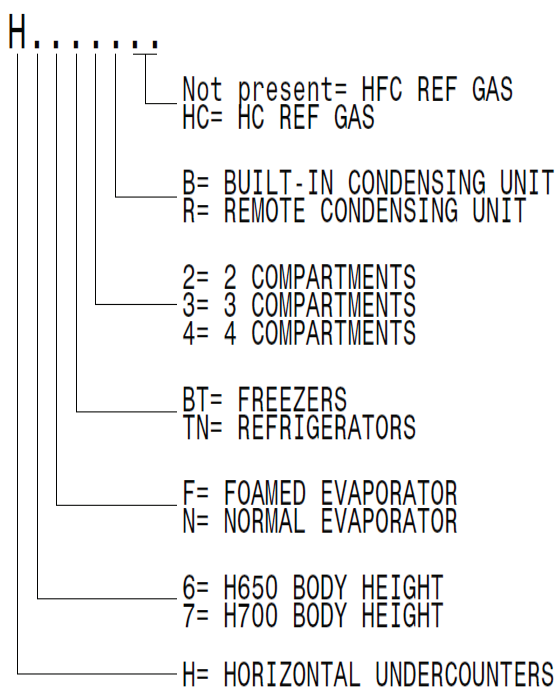 H.......
Not present= HFC REF GAS
HC= HC REF GAS
B= BUILT-IN CONDENSING UNIT
R= REMOTE CONDENSING UNIT
2= 2 COMPARTMENTS
3= 3 COMPARTMENTS
4= 4 COMPARTMENTS
BT= FREEZERS
TN= REFRIGERATORS
F= FOAMED EVAPORATOR
N= NORMAL EVAPORATOR
6= H650 BODY HEIGHT
7= H700 BODY HEIGHT
H= HORIZONTAL UNDERCOUNTERS